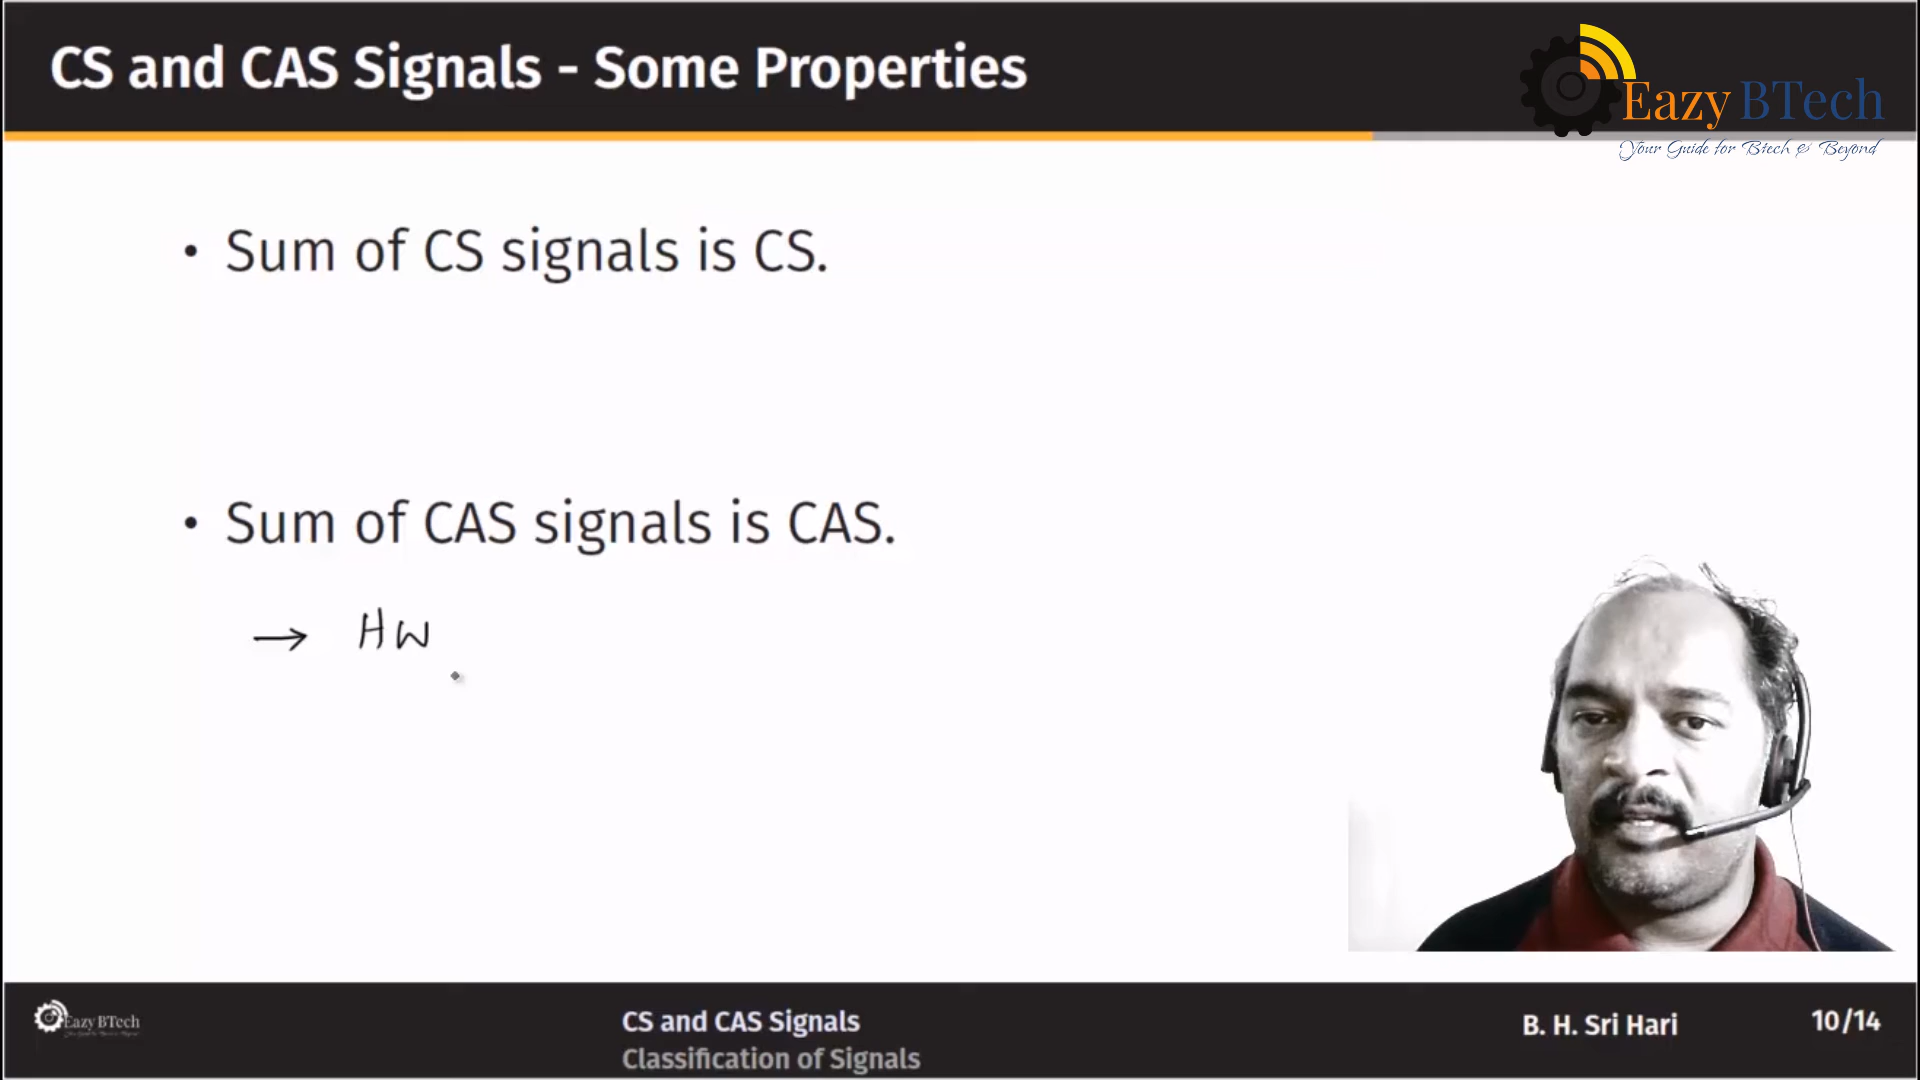 CS and CAS Signals - Some Properties
Eazy BTech
Your Guide for Btech & Beyond
• Sum of CS signals is CS.
• Sum of CAS signals is CAS.
→ HW
Eazy BTech
CS and CAS Signals
Classification of Signals
B. H. Sri Hari
10/14